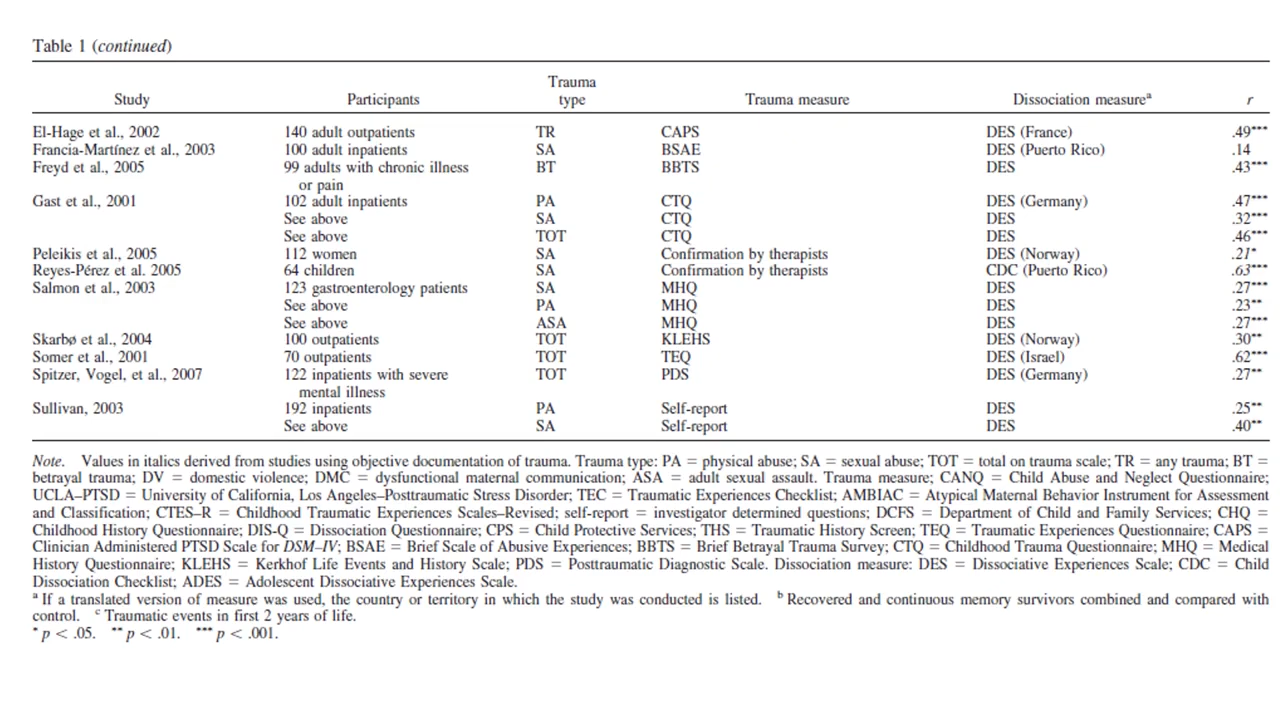 Table 1 (continued)
Trauma
Study Participants type Trauma measure Dissociation measureᵃ r
El-Hage et al., 2002 140 adult outpatients TR CAPS DES (France) .49***
Francia-Martínez et al., 2003 100 adult inpatients SA BSAE DES (Puerto Rico) .14
Freyd et al., 2005 99 adults with chronic illness BT BBTS DES .43***
or pain
Gast et al., 2001 102 adult inpatients PA CTQ DES (Germany) .47***
See above SA CTQ DES .32***
See above TOT CTQ DES .46***
Peleikis et al., 2005 112 women SA Confirmation by therapists DES (Norway) .21*
Reyes-Pérez et al. 2005 64 children SA Confirmation by therapists CDC (Puerto Rico) .63***
Salmon et al., 2003 123 gastroenterology patients SA MHQ DES .27***
See above PA MHQ DES .23**
See above ASA MHQ DES .27***
Skarbø et al., 2004 100 outpatients TOT KLEHS DES (Norway) .30**
Somer et al., 2001 70 outpatients TOT TEQ DES (Israel) .62***
Spitzer, Vogel, et al., 2007 122 inpatients with severe TOT PDS DES (Germany) .27**
mental illness
Sullivan, 2003 192 inpatients PA Self-report DES .25**
See above SA Self-report DES .40**
Note. Values in italics derived from studies using objective documentation of trauma. Trauma type: PA = physical abuse; SA = sexual abuse; TOT = total on trauma scale; TR = any trauma; BT =
betrayal trauma; DV = domestic violence; DMC = dysfunctional maternal communication; ASA = adult sexual assault. Trauma measure; CANQ = Child Abuse and Neglect Questionnaire;
UCLA–PTSD = University of California, Los Angeles–Posttraumatic Stress Disorder; TEC = Traumatic Experiences Checklist; AMBIAC = Atypical Maternal Behavior Instrument for Assessment
and Classification; CTES–R = Childhood Traumatic Experiences Scales–Revised; self-report = investigator determined questions; DCFS = Department of Child and Family Services; CHQ =
Childhood History Questionnaire; DIS-Q = Dissociation Questionnaire; CPS = Child Protective Services; THS = Traumatic History Screen; TEQ = Traumatic Experiences Questionnaire; CAPS =
Clinician Administered PTSD Scale for DSM–IV; BSAE = Brief Scale of Abusive Experiences; BBTS = Brief Betrayal Trauma Survey; CTQ = Childhood Trauma Questionnaire; MHQ = Medical
History Questionnaire; KLEHS = Kerkhof Life Events and History Scale; PDS = Posttraumatic Diagnostic Scale. Dissociation measure: DES = Dissociative Experiences Scale; CDC = Child
Dissociation Checklist; ADES = Adolescent Dissociative Experiences Scale.
ᵃ If a translated version of measure was used, the country or territory in which the study was conducted is listed. ᵇ Recovered and continuous memory survivors combined and compared with
control. ᶜ Traumatic events in first 2 years of life.
* p < .05. ** p < .01. *** p < .001.